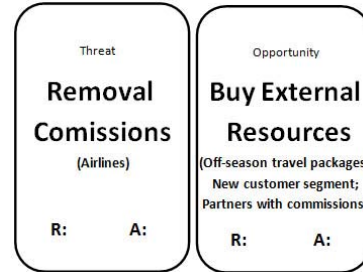 Threat
Removal
Comissions
(Airlines)
R: A:
Opportunity
Buy External
Resources
(Off-season travel packages
New customer segment;
Partners with commissions
R: A: